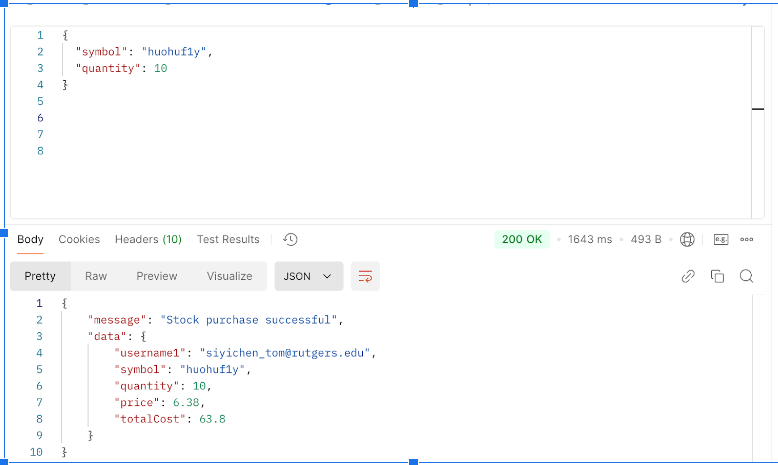 1 {
2 "symbol": "huohuf1y",
3 "quantity": 10
4 }
5
6
7
8
Body Cookies Headers (10) Test Results 200 OK 1643 ms 493 B e.g.
Pretty Raw Preview Visualize JSON
1 {
2 "message": "Stock purchase successful",
3 "data": {
4 "username1": "siyichen_tom@rutgers.edu",
5 "symbol": "huohuf1y",
6 "quantity": 10,
7 "price": 6.38,
8 "totalCost": 63.8
9 }
10 }